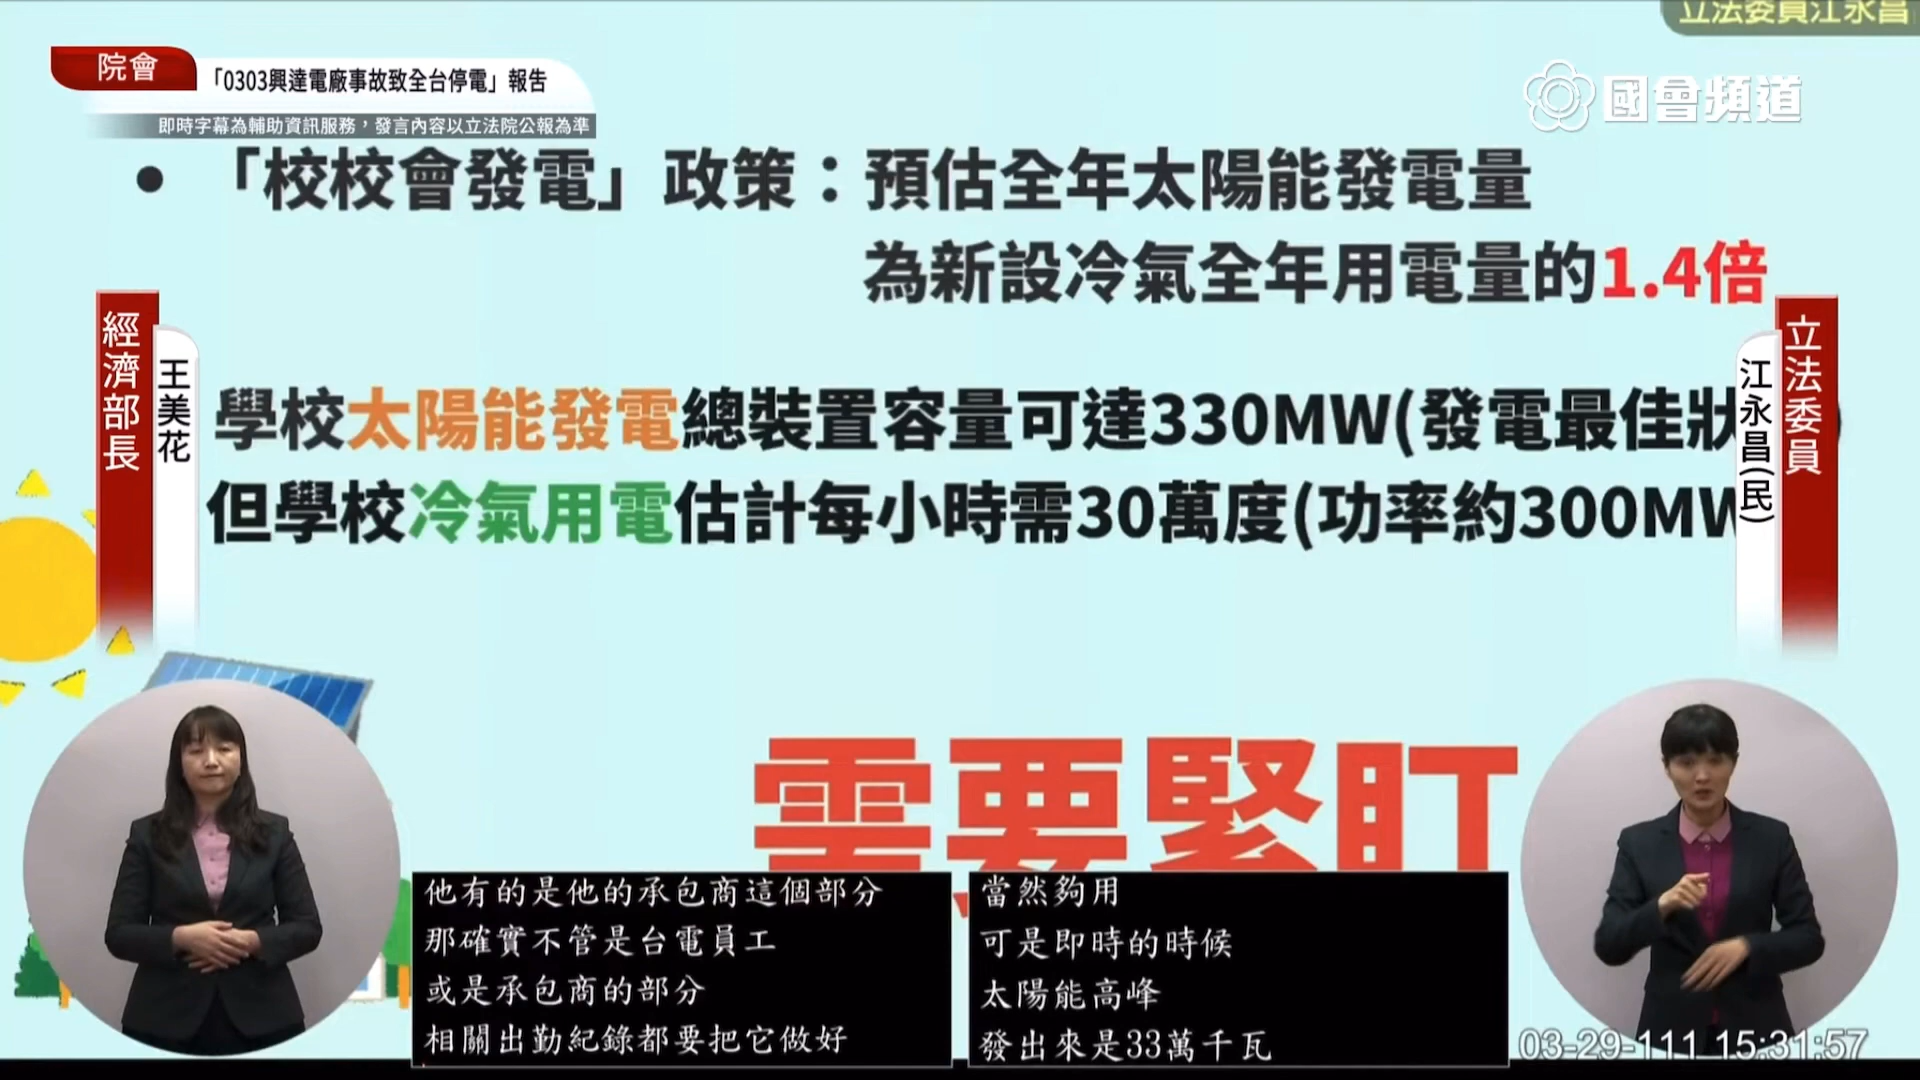 立法委員江永昌
院會
「0303興達電廠事故致全台停電」報告
即時字幕為輔助資訊服務，發言內容以立法院公報為準
國會頻道
•「校校會發電」政策：預估全年太陽能發電量
為新設冷氣全年用電量的1.4倍
經濟部長
王美花
立法委員
江永昌(民)
學校太陽能發電總裝置容量可達330MW(發電最佳狀
但學校冷氣用電估計每小時需30萬度(功率約300MW
需要緊盯
他有的是他的承包商這個部分
那確實不管是台電員工
或是承包商的部分
相關出勤紀錄都要把它做好
當然夠用
可是即時的時候
太陽能高峰
發出來是33萬千瓦
03-29-111 15:31:57